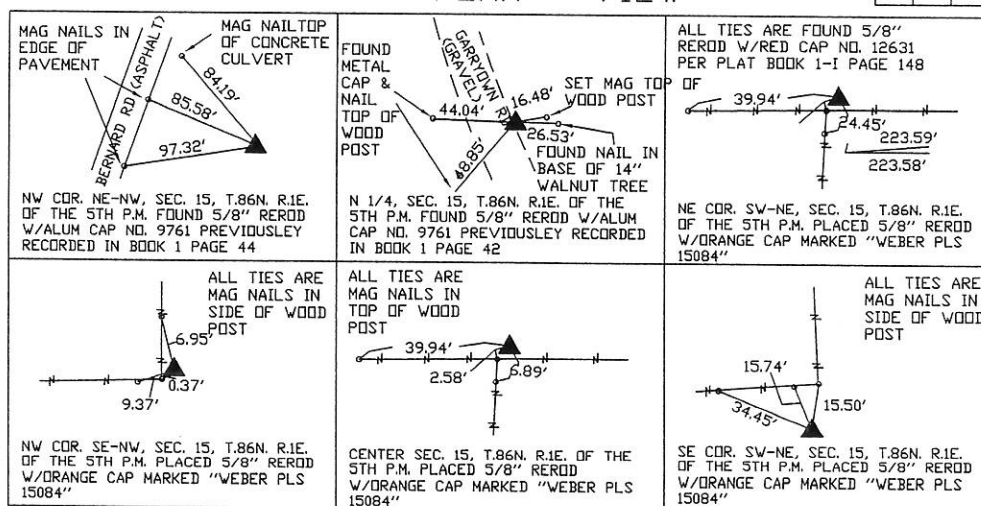 MAG NAILS IN
EDGE OF
PAVEMENT
MAG NAILTOP
OF CONCRETE
CULVERT
BERNARD RD (ASPHALT)
84.19'
85.58'
97.32'
NW COR. NE-NW, SEC. 15, T.86N. R.1E.
OF THE 5TH P.M. FOUND 5/8" REROD
W/ALUM CAP NO. 9761 PREVIOUSLEY
RECORDED IN BOOK 1 PAGE 44
FOUND
METAL
CAP &
NAIL
TOP OF
WOOD
POST
GARRYOWN RD
(GRAVEL)
44.04'
16.48'
SET MAG TOP OF
WOOD POST
26.53'
68.85'
FOUND NAIL IN
BASE OF 14"
WALNUT TREE
N 1/4, SEC. 15, T.86N. R.1E. OF THE
5TH P.M. FOUND 5/8" REROD W/ALUM
CAP NO. 9761 PREVIOUSLEY RECORDED
IN BOOK 1 PAGE 42
ALL TIES ARE FOUND 5/8"
REROD W/RED CAP NO. 12631
PER PLAT BOOK 1-I PAGE 148
39.94'
24.45'
223.59'
223.58'
NE COR. SW-NE, SEC. 15, T.86N. R.1E.
OF THE 5TH P.M. PLACED 5/8" REROD
W/ORANGE CAP MARKED "WEBER PLS
15084"
ALL TIES ARE
MAG NAILS IN
SIDE OF WOOD
POST
6.95'
0.37'
9.37'
NW COR. SE-NW, SEC. 15, T.86N. R.1E.
OF THE 5TH P.M. PLACED 5/8" REROD
W/ORANGE CAP MARKED "WEBER PLS
15084"
ALL TIES ARE
MAG NAILS IN
TOP OF WOOD
POST
39.94'
2.58'
6.89'
CENTER SEC. 15, T.86N. R.1E. OF THE
5TH P.M. PLACED 5/8" REROD
W/ORANGE CAP MARKED "WEBER PLS
15084"
ALL TIES ARE
MAG NAILS IN
SIDE OF WOOD
POST
15.74'
34.45'
15.50'
SE COR. SW-NE, SEC. 15, T.86N. R.1E.
OF THE 5TH P.M. PLACED 5/8" REROD
W/ORANGE CAP MARKED "WEBER PLS
15084"